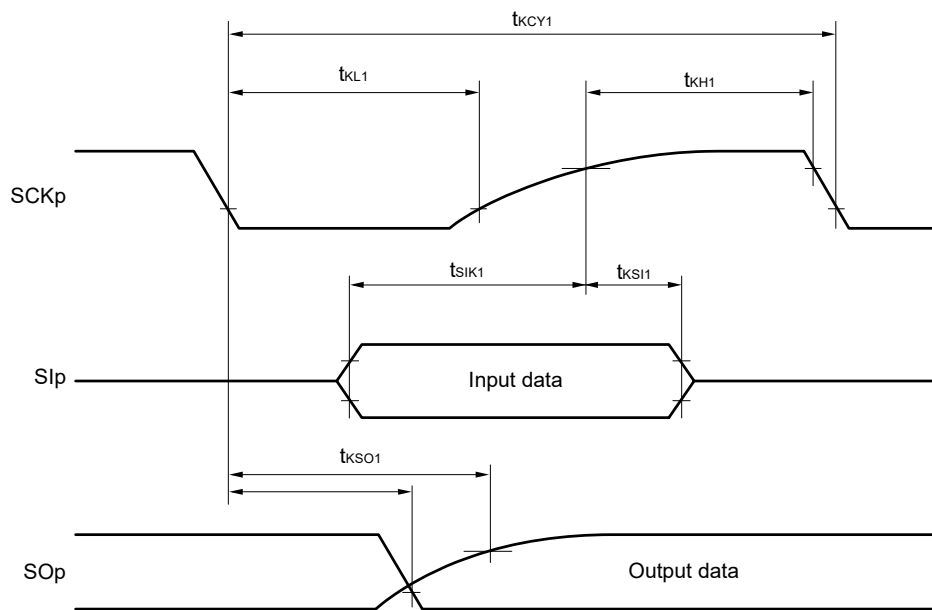 tKCY1
tKL1
tKH1
SCKp
tSIK1
tKSI1
SIp
Input data
tKSO1
SOp
Output data